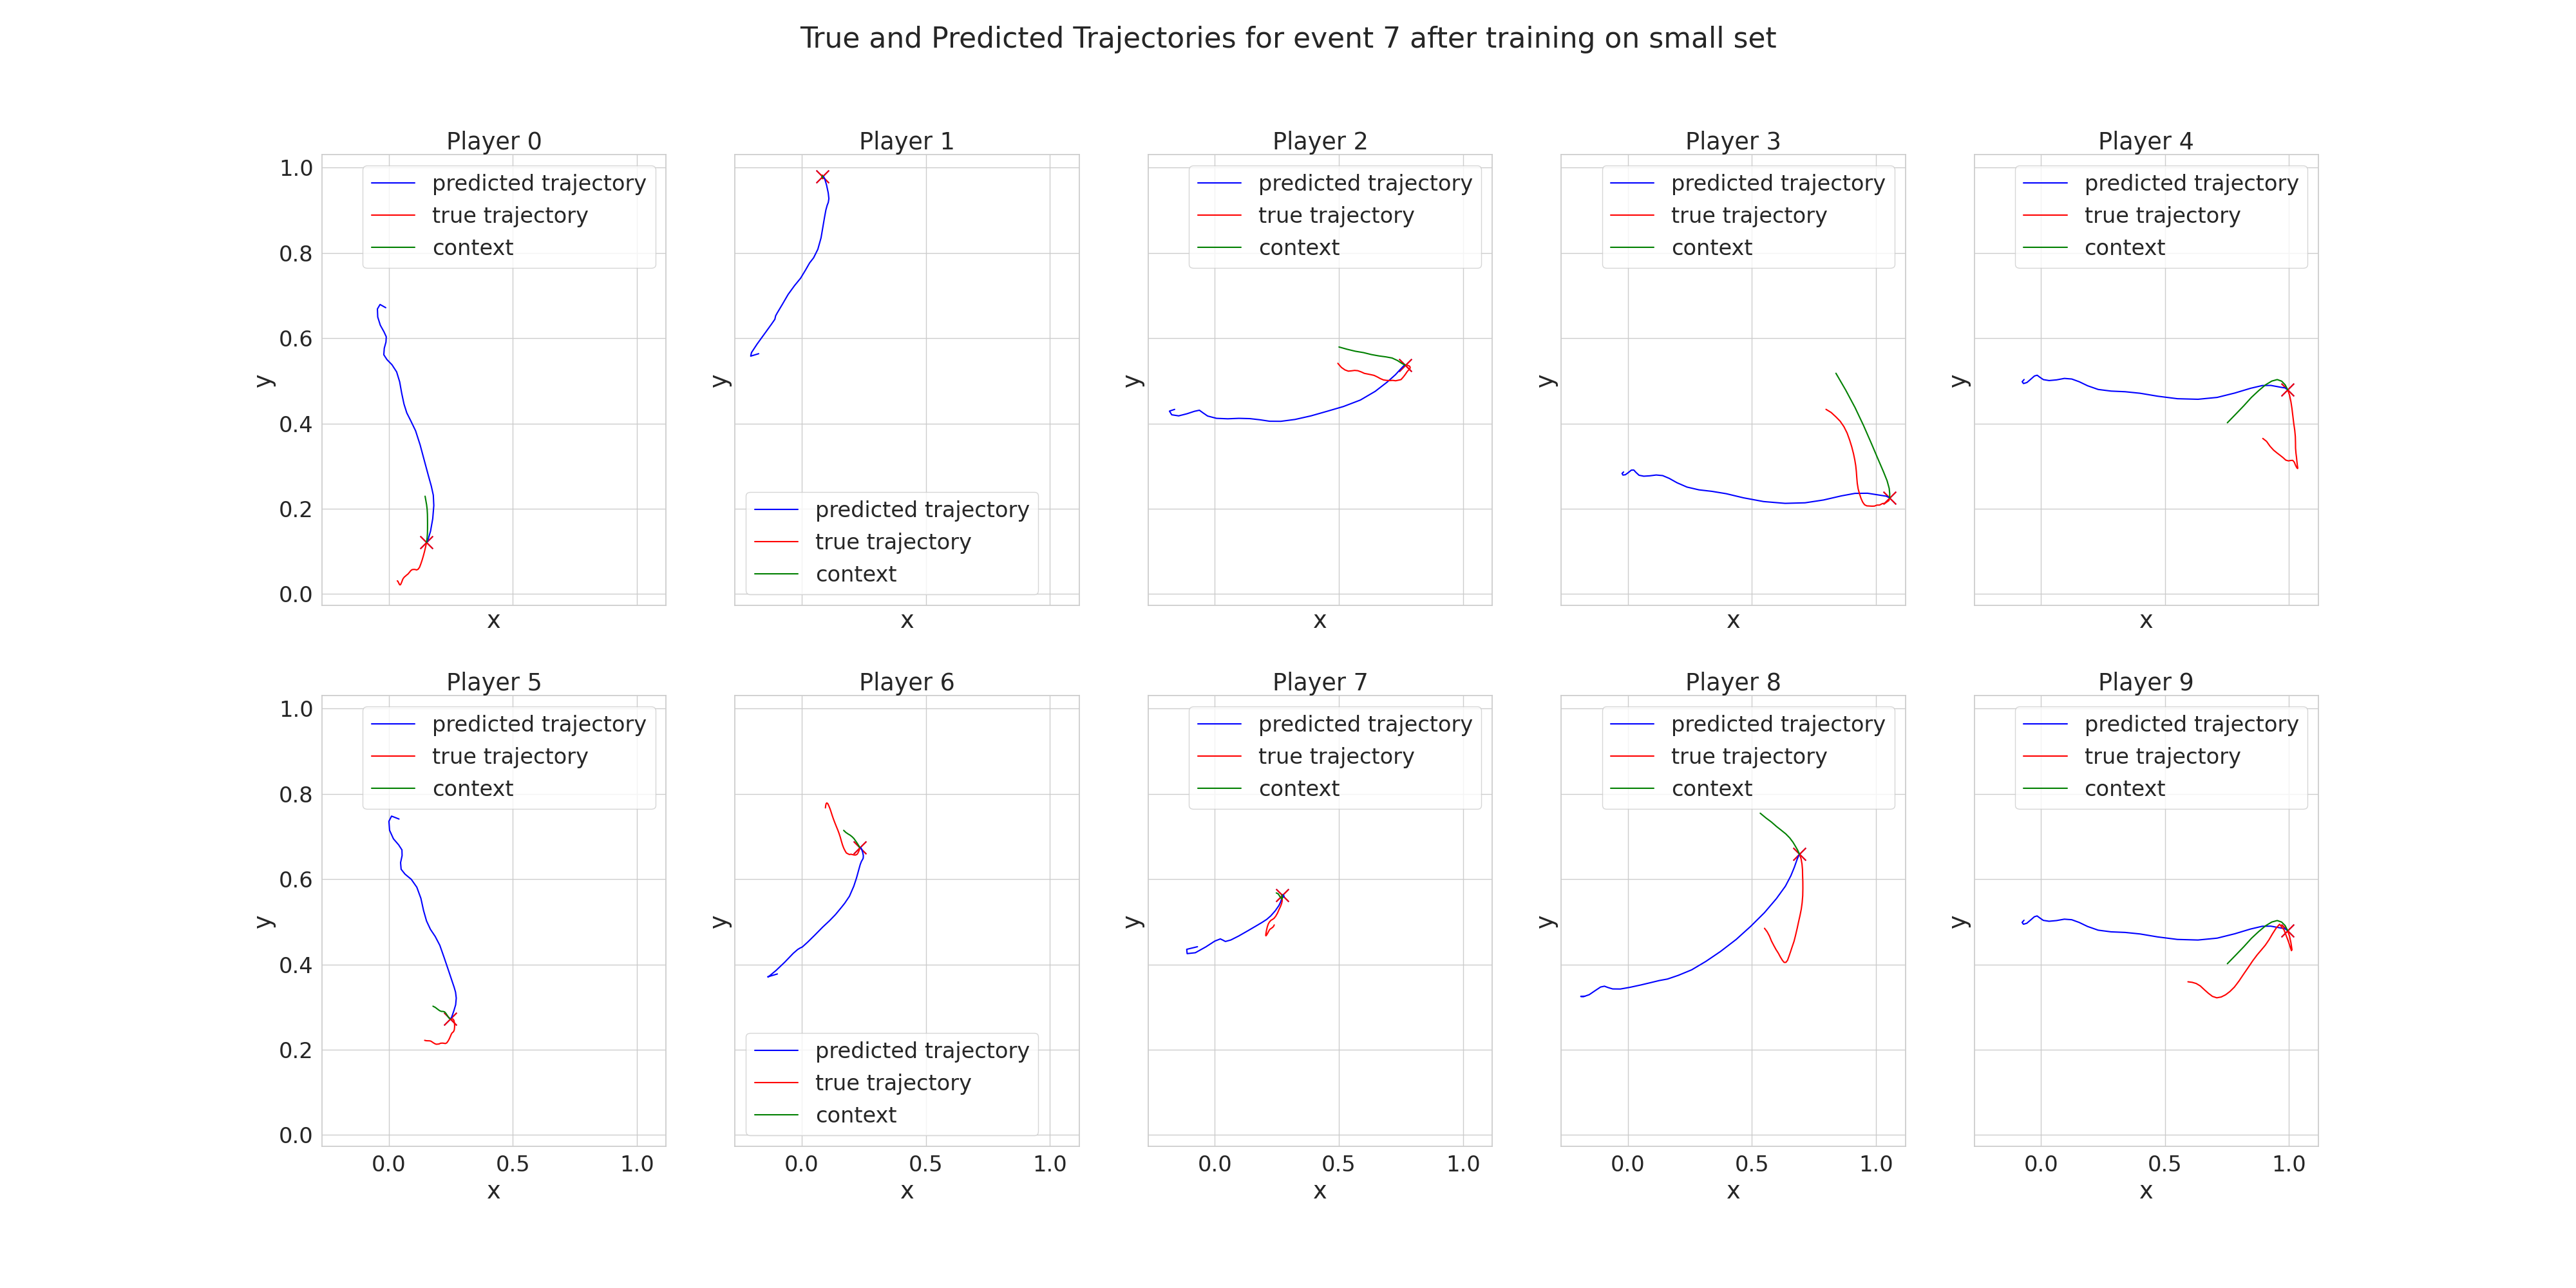 True and Predicted Trajectories for event 7 after training on small set
Player 0
Player 1
Player 2
Player 3
Player 4
1.0
0.8
0.6
0.4
0.2
0.0
y
predicted trajectory
true trajectory
context
x
y
predicted trajectory
true trajectory
context
x
y
predicted trajectory
true trajectory
context
x
y
predicted trajectory
true trajectory
context
x
y
predicted trajectory
true trajectory
context
x
Player 5
Player 6
Player 7
Player 8
Player 9
1.0
0.8
0.6
0.4
0.2
0.0
y
predicted trajectory
true trajectory
context
0.0 0.5 1.0
x
y
predicted trajectory
true trajectory
context
0.0 0.5 1.0
x
y
predicted trajectory
true trajectory
context
0.0 0.5 1.0
x
y
predicted trajectory
true trajectory
context
0.0 0.5 1.0
x
y
predicted trajectory
true trajectory
context
0.0 0.5 1.0
x